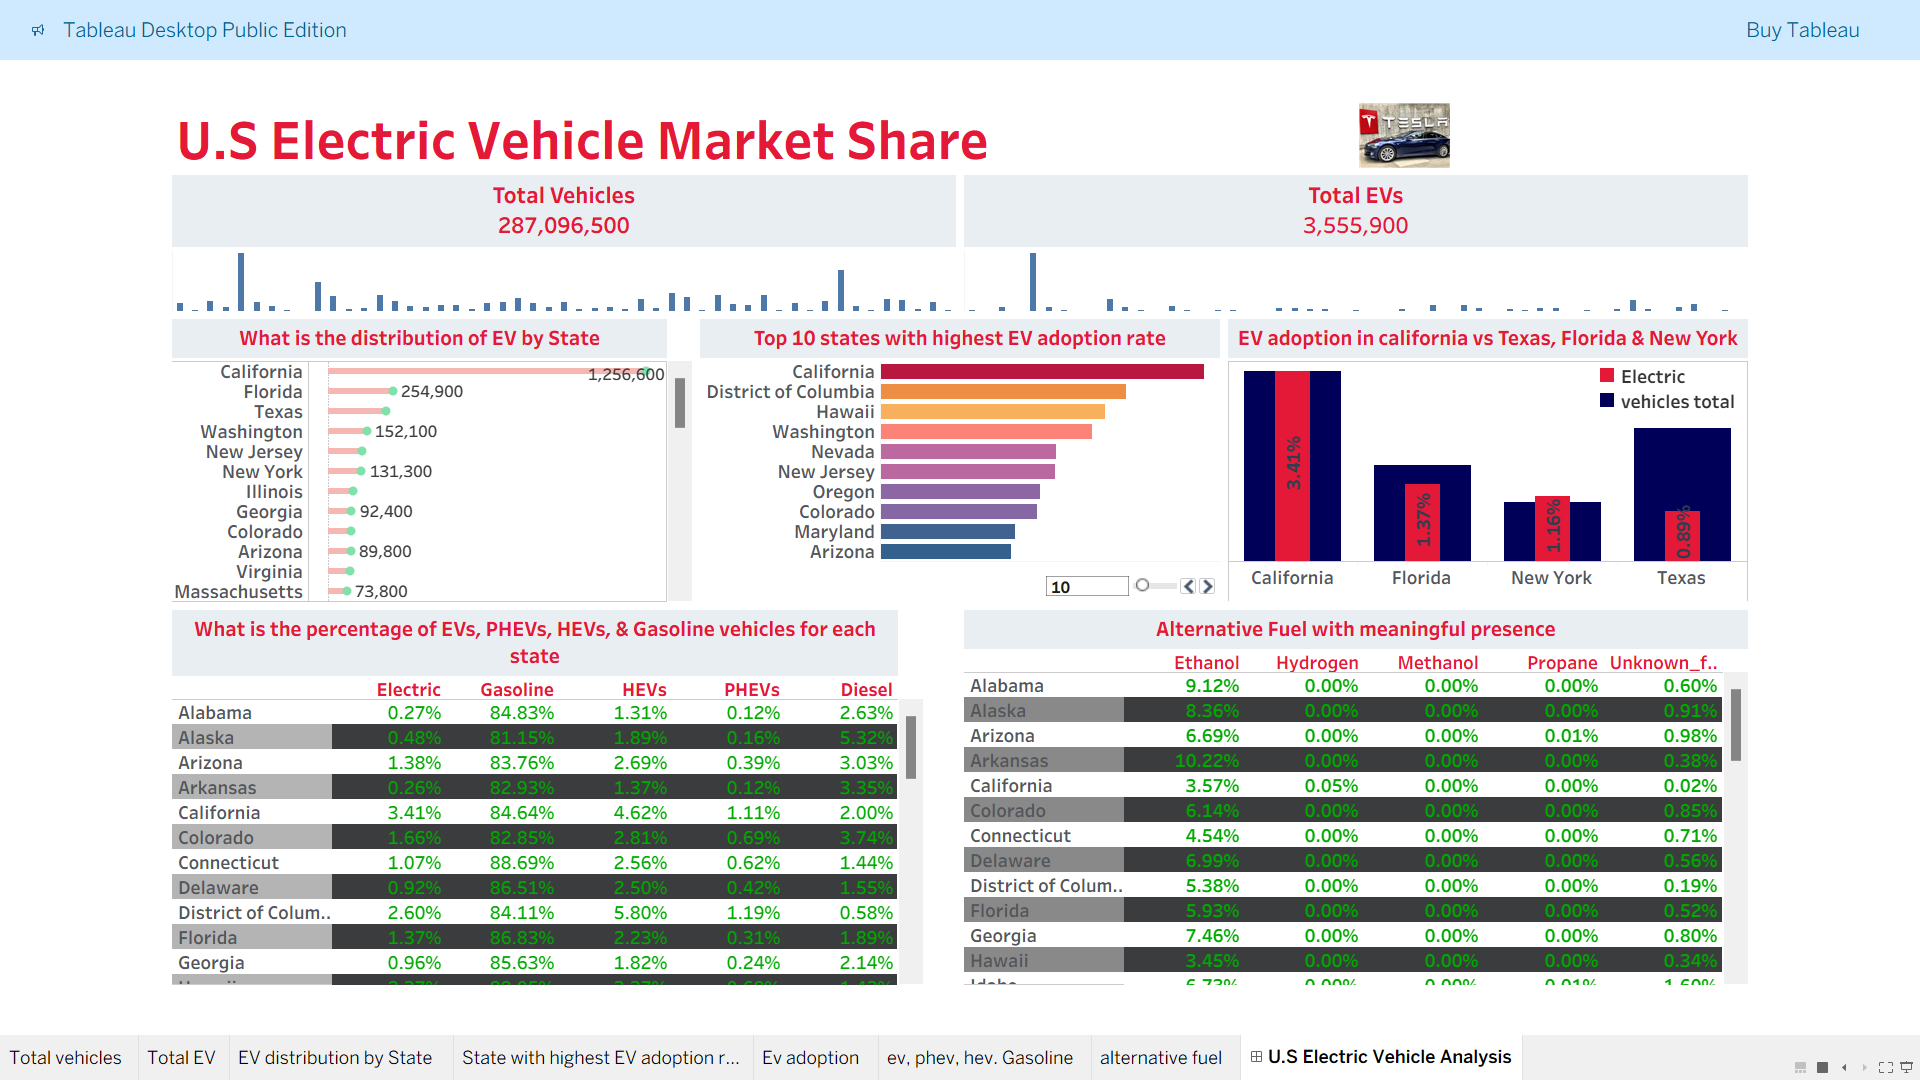 Tableau Desktop Public Edition
Buy Tableau
U.S Electric Vehicle Market Share
TESLA
Total Vehicles
287,096,500
Total EVs
3,555,900
What is the distribution of EV by State
California 1,256,600
Florida 254,900
Texas
Washington 152,100
New Jersey
New York 131,300
Illinois
Georgia 92,400
Colorado
Arizona 89,800
Virginia
Massachusetts 73,800
Top 10 states with highest EV adoption rate
California
District of Columbia
Hawaii
Washington
Nevada
New Jersey
Oregon
Colorado
Maryland
Arizona
10
EV adoption in california vs Texas, Florida & New York
Electric
vehicles total
3.41%
1.37%
1.16%
0.89%
California Florida New York Texas
What is the percentage of EVs, PHEVs, HEVs, & Gasoline vehicles for each
state
Electric Gasoline HEVs PHEVs Diesel
Alabama 0.27% 84.83% 1.31% 0.12% 2.63%
Alaska 0.48% 81.15% 1.89% 0.16% 5.32%
Arizona 1.38% 83.76% 2.69% 0.39% 3.03%
Arkansas 0.26% 82.93% 1.37% 0.12% 3.35%
California 3.41% 84.64% 4.62% 1.11% 2.00%
Colorado 1.66% 82.85% 2.81% 0.69% 3.74%
Connecticut 1.07% 88.69% 2.56% 0.62% 1.44%
Delaware 0.92% 86.51% 2.50% 0.42% 1.55%
District of Colum.. 2.60% 84.11% 5.80% 1.19% 0.58%
Florida 1.37% 86.83% 2.23% 0.31% 1.89%
Georgia 0.96% 85.63% 1.82% 0.24% 2.14%
Alternative Fuel with meaningful presence
Ethanol Hydrogen Methanol Propane Unknown_f..
Alabama 9.12% 0.00% 0.00% 0.00% 0.60%
Alaska 8.36% 0.00% 0.00% 0.00% 0.91%
Arizona 6.69% 0.00% 0.00% 0.01% 0.98%
Arkansas 10.22% 0.00% 0.00% 0.00% 0.38%
California 3.57% 0.05% 0.00% 0.00% 0.02%
Colorado 6.14% 0.00% 0.00% 0.00% 0.85%
Connecticut 4.54% 0.00% 0.00% 0.00% 0.71%
Delaware 6.99% 0.00% 0.00% 0.00% 0.56%
District of Colum.. 5.38% 0.00% 0.00% 0.00% 0.19%
Florida 5.93% 0.00% 0.00% 0.00% 0.52%
Georgia 7.46% 0.00% 0.00% 0.00% 0.80%
Hawaii 3.45% 0.00% 0.00% 0.00% 0.34%
Total vehicles
Total EV
EV distribution by State
State with highest EV adoption r...
Ev adoption
ev, phev, hev. Gasoline
alternative fuel
U.S Electric Vehicle Analysis